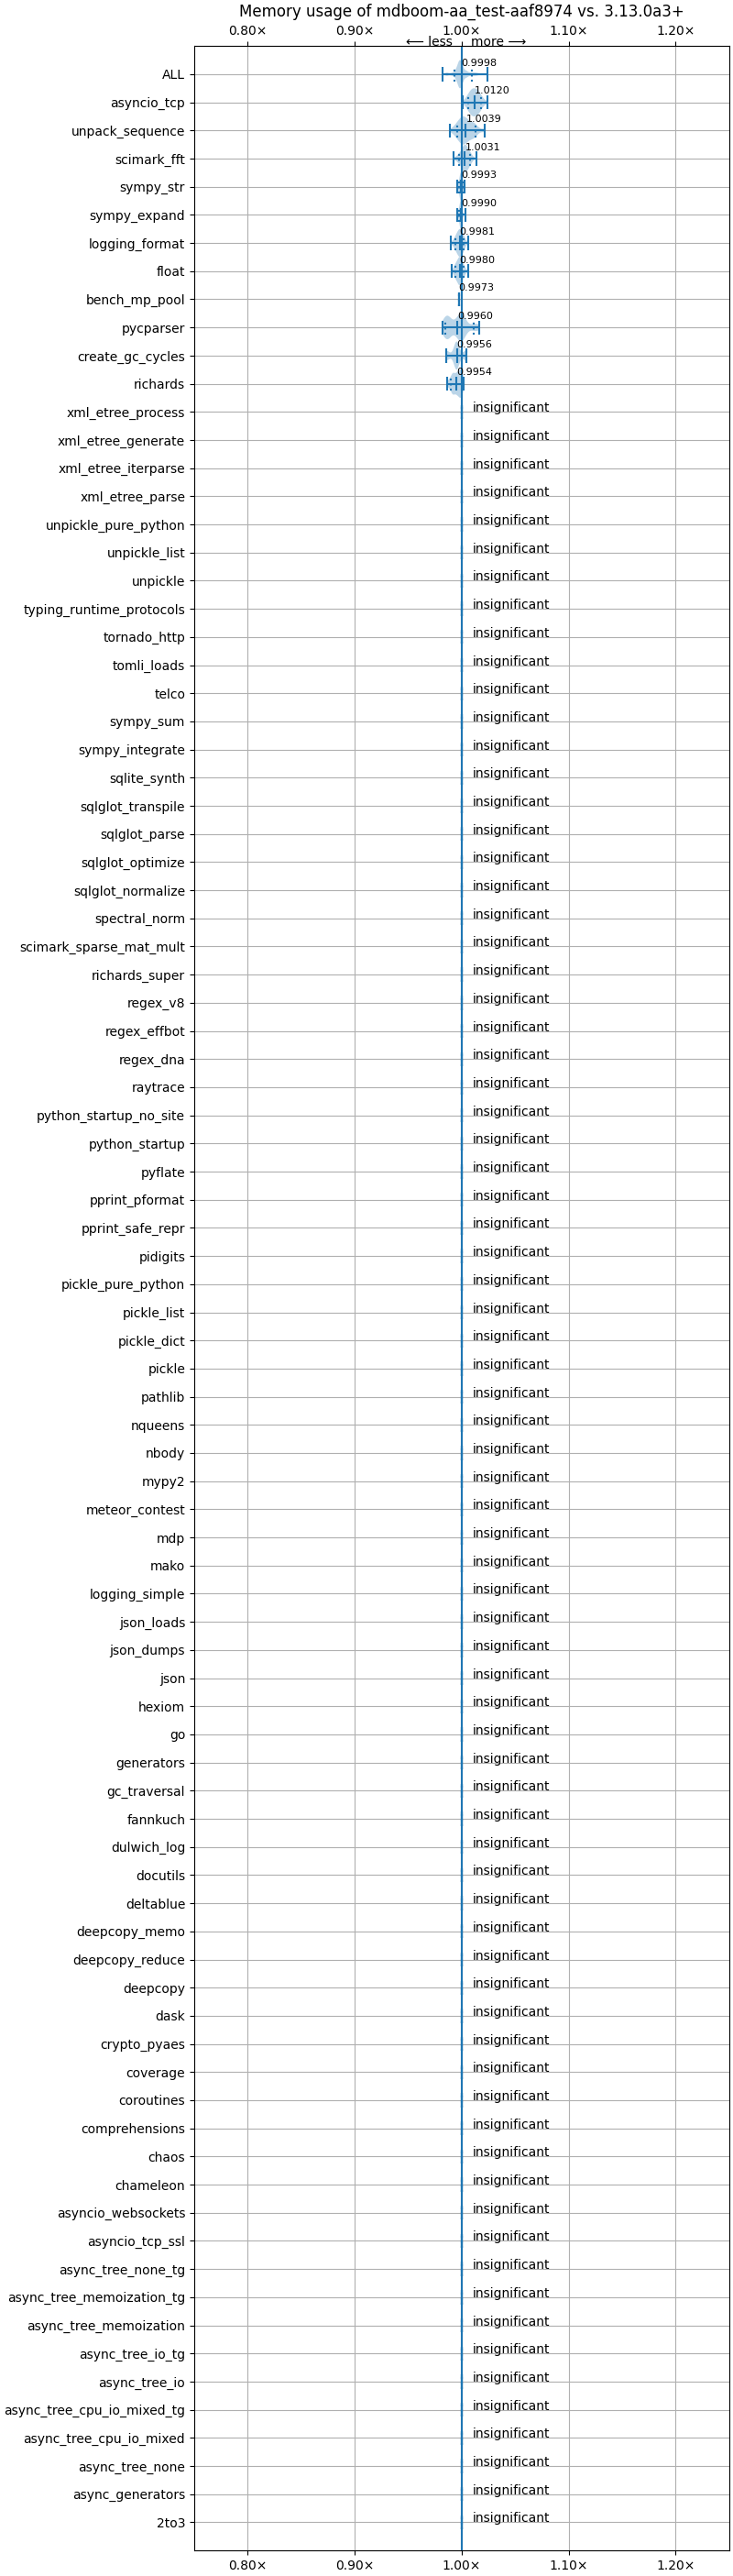 Memory usage of mdboom-aa_test-aaf8974 vs. 3.13.0a3+
0.80× 0.90× 1.00× 1.10× 1.20×
⟵ less more ⟶
ALL 0.9998
asyncio_tcp 1.0120
unpack_sequence 1.0039
scimark_fft 1.0031
sympy_str 0.9993
sympy_expand 0.9990
logging_format 0.9981
float 0.9980
bench_mp_pool 0.9973
pycparser 0.9960
create_gc_cycles 0.9956
richards 0.9954
xml_etree_process insignificant
xml_etree_generate insignificant
xml_etree_iterparse insignificant
xml_etree_parse insignificant
unpickle_pure_python insignificant
unpickle_list insignificant
unpickle insignificant
typing_runtime_protocols insignificant
tornado_http insignificant
tomli_loads insignificant
telco insignificant
sympy_sum insignificant
sympy_integrate insignificant
sqlite_synth insignificant
sqlglot_transpile insignificant
sqlglot_parse insignificant
sqlglot_optimize insignificant
sqlglot_normalize insignificant
spectral_norm insignificant
scimark_sparse_mat_mult insignificant
richards_super insignificant
regex_v8 insignificant
regex_effbot insignificant
regex_dna insignificant
raytrace insignificant
python_startup_no_site insignificant
python_startup insignificant
pyflate insignificant
pprint_pformat insignificant
pprint_safe_repr insignificant
pidigits insignificant
pickle_pure_python insignificant
pickle_list insignificant
pickle_dict insignificant
pickle insignificant
pathlib insignificant
nqueens insignificant
nbody insignificant
mypy2 insignificant
meteor_contest insignificant
mdp insignificant
mako insignificant
logging_simple insignificant
json_loads insignificant
json_dumps insignificant
json insignificant
hexiom insignificant
go insignificant
generators insignificant
gc_traversal insignificant
fannkuch insignificant
dulwich_log insignificant
docutils insignificant
deltablue insignificant
deepcopy_memo insignificant
deepcopy_reduce insignificant
deepcopy insignificant
dask insignificant
crypto_pyaes insignificant
coverage insignificant
coroutines insignificant
comprehensions insignificant
chaos insignificant
chameleon insignificant
asyncio_websockets insignificant
asyncio_tcp_ssl insignificant
async_tree_none_tg insignificant
async_tree_memoization_tg insignificant
async_tree_memoization insignificant
async_tree_io_tg insignificant
async_tree_io insignificant
async_tree_cpu_io_mixed_tg insignificant
async_tree_cpu_io_mixed insignificant
async_tree_none insignificant
async_generators insignificant
2to3 insignificant
0.80× 0.90× 1.00× 1.10× 1.20×